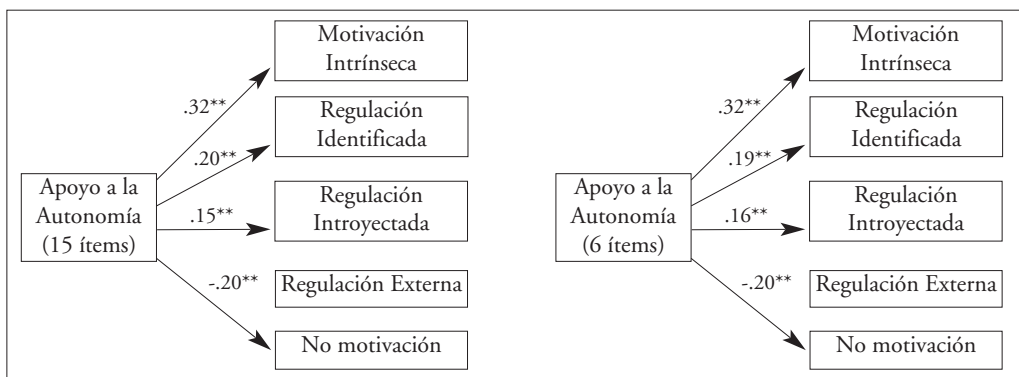 Motivación
Intrínseca
.32**
Regulación
Identificada
.20**
Apoyo a la
Autonomía
(15 ítems)
.15**
Regulación
Introyectada
-.20**
Regulación Externa
No motivación
Motivación
Intrínseca
.32**
Regulación
Identificada
.19**
Apoyo a la
Autonomía
(6 ítems)
.16**
Regulación
Introyectada
-.20**
Regulación Externa
No motivación